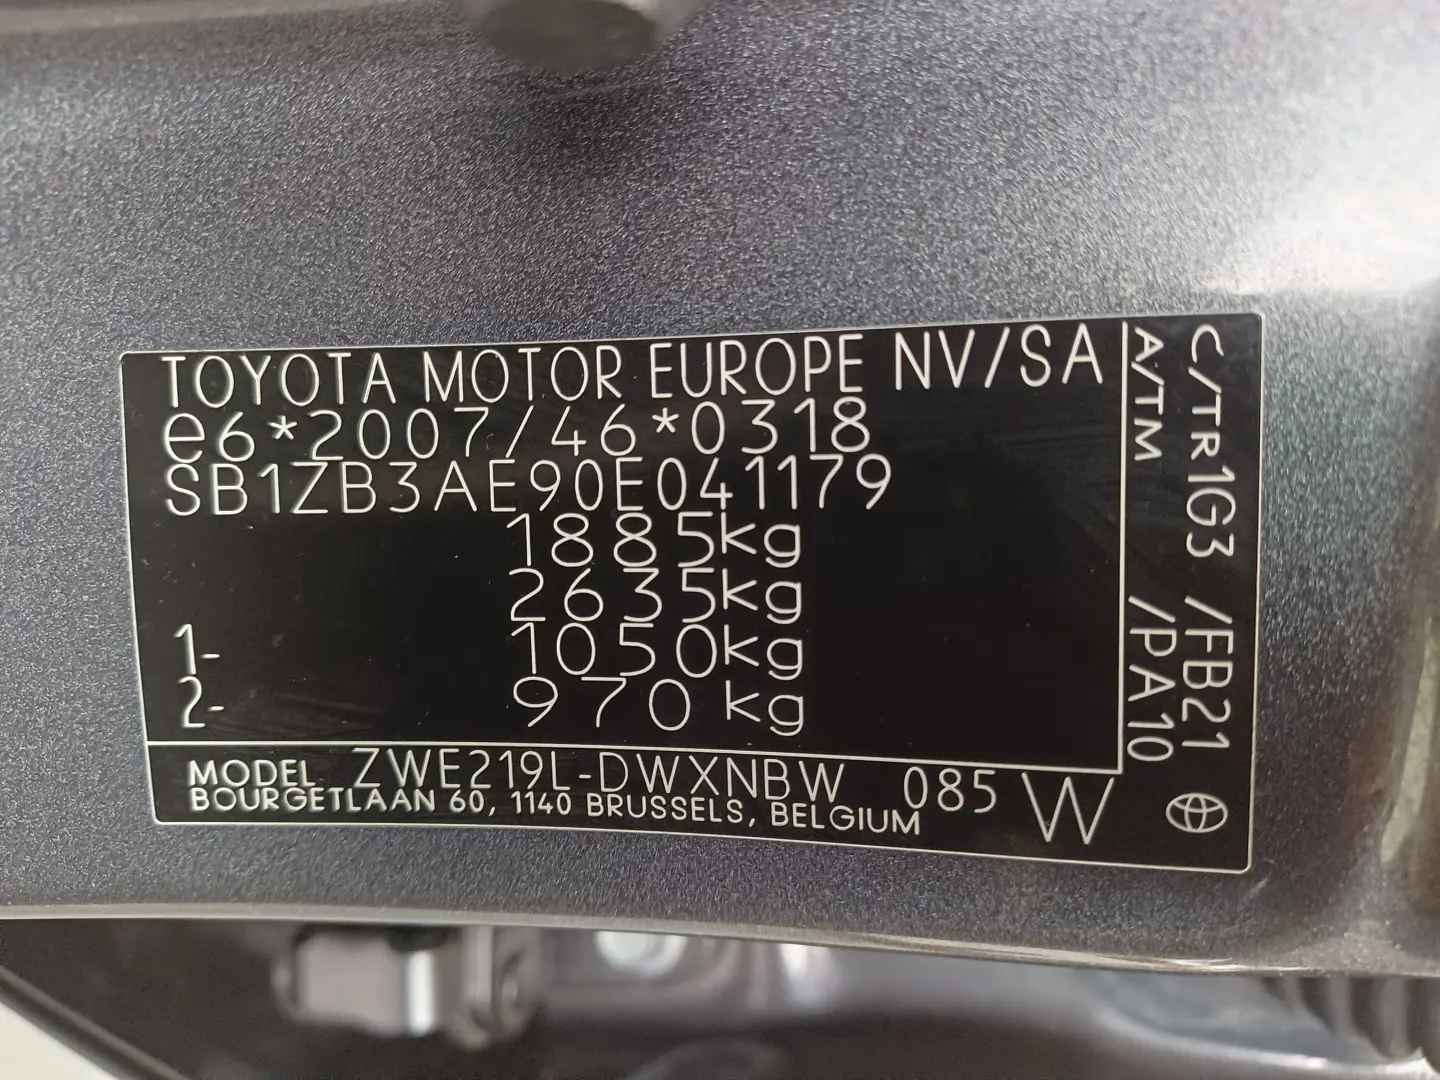 TOYOTA MOTOR EUROPE NV/SA
e6*2007/46*0318
SB1ZB3AE90E041179
1885kg
2635kg
1- 1050kg
2- 970 kg
MODEL ZWE219L-DWXNBW 085 W
BOURGETLAAN 60, 1140 BRUSSELS, BELGIUM
C/TR 1G3 /FB21
A/TM /PA10